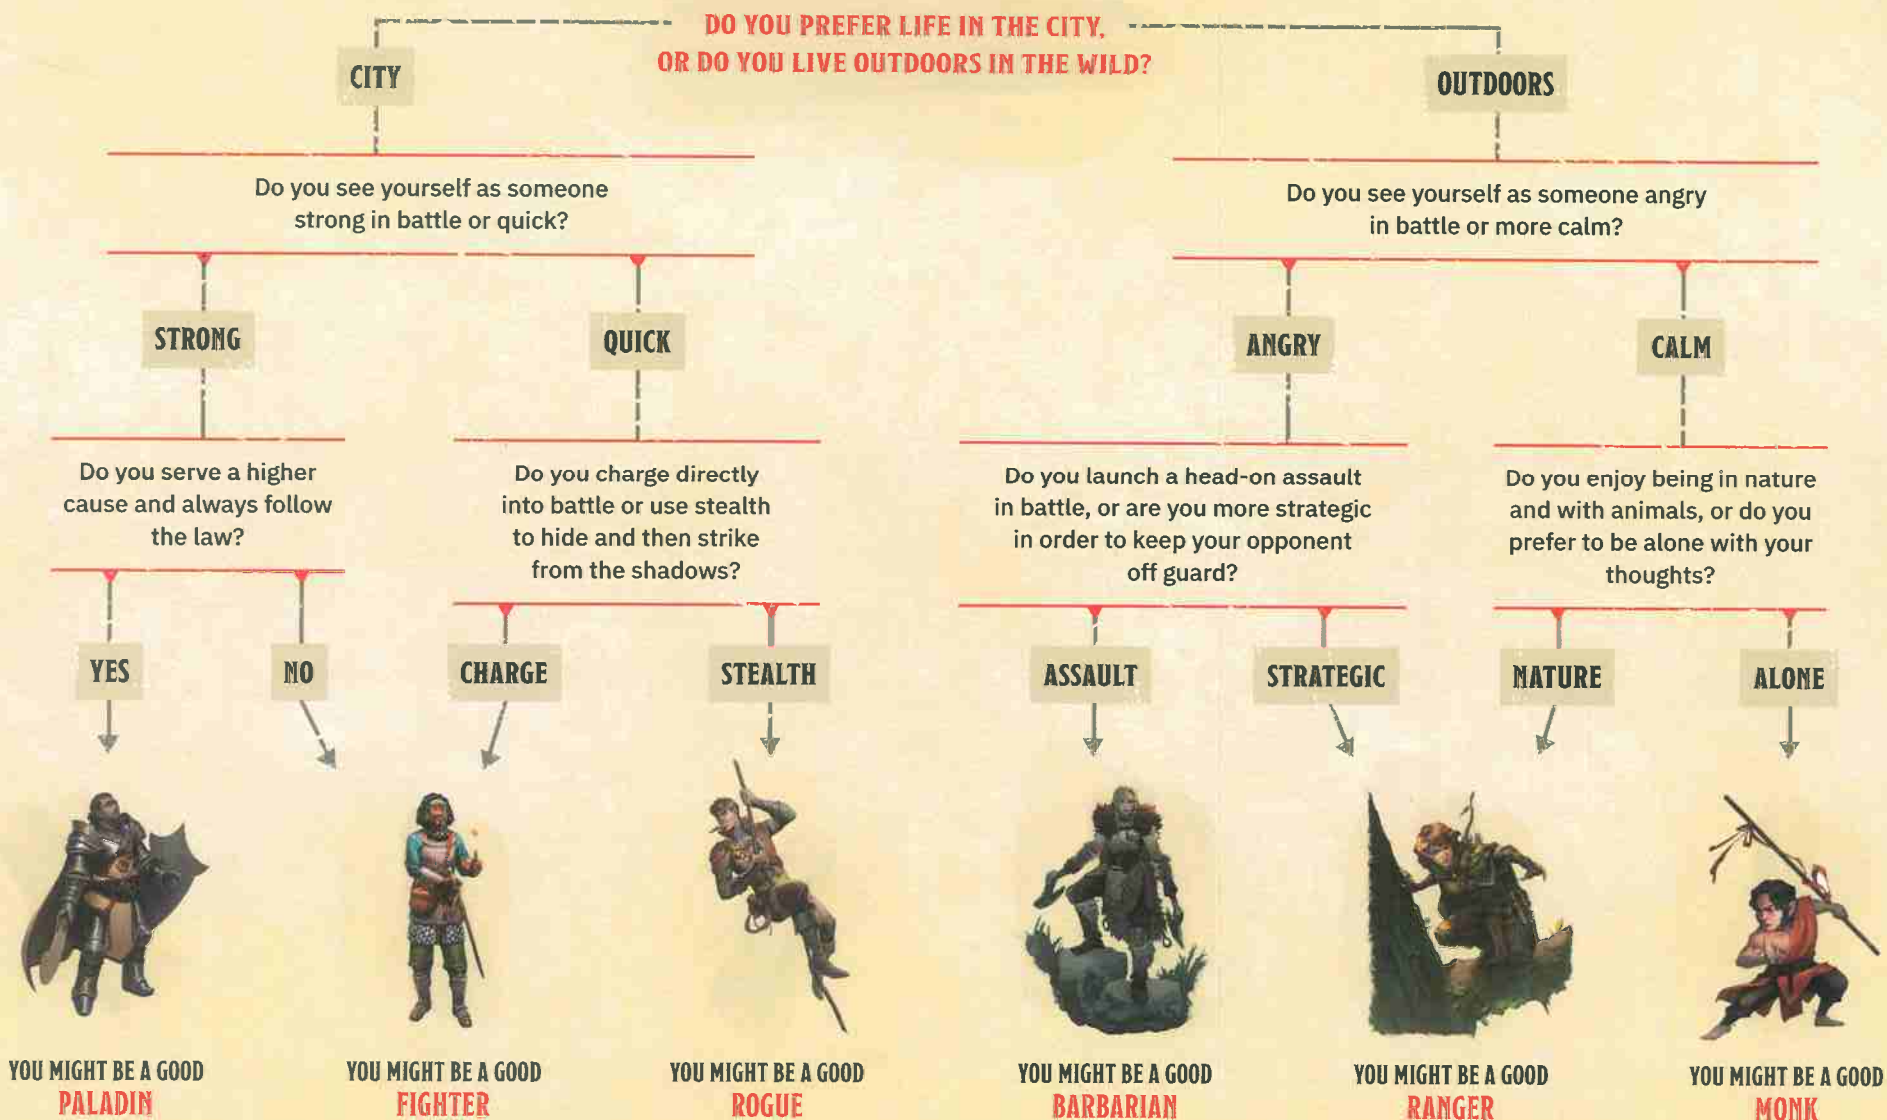 DO YOU PREFER LIFE IN THE CITY,
OR DO YOU LIVE OUTDOORS IN THE WILD?
CITY
OUTDOORS
Do you see yourself as someone
strong in battle or quick?
Do you see yourself as someone angry
in battle or more calm?
STRONG
QUICK
ANGRY
CALM
Do you serve a higher
cause and always follow
the law?
Do you charge directly
into battle or use stealth
to hide and then strike
from the shadows?
Do you launch a head-on assault
in battle, or are you more strategic
in order to keep your opponent
off guard?
Do you enjoy being in nature
and with animals, or do you
prefer to be alone with your
thoughts?
YES
NO
CHARGE
STEALTH
ASSAULT
STRATEGIC
NATURE
ALONE
YOU MIGHT BE A GOOD
PALADIN
YOU MIGHT BE A GOOD
FIGHTER
YOU MIGHT BE A GOOD
ROGUE
YOU MIGHT BE A GOOD
BARBARIAN
YOU MIGHT BE A GOOD
RANGER
YOU MIGHT BE A GOOD
MONK